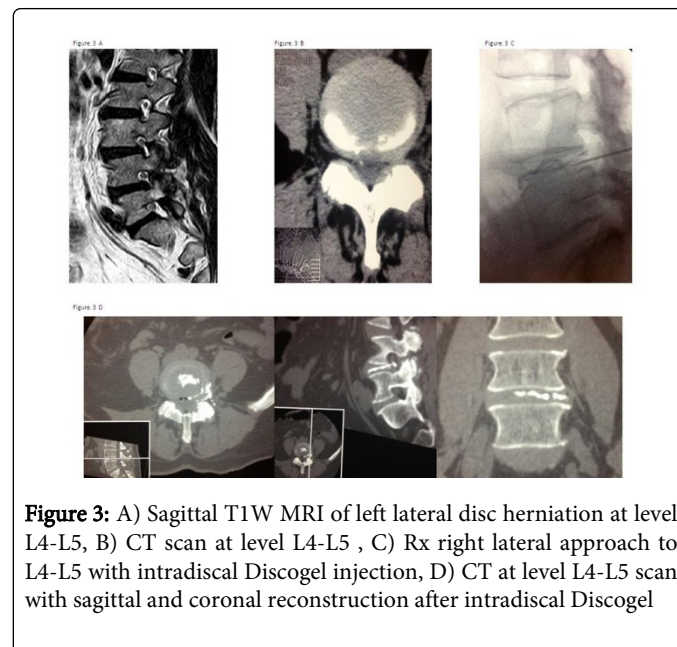 Figure. 3 A
Figure. 3 B
Figure. 3 C
Figure. 3 D
Figure 3: A) Sagittal T1W MRI of left lateral disc herniation at level
L4-L5, B) CT scan at level L4-L5 , C) Rx right lateral approach to
L4-L5 with intradiscal Discogel injection, D) CT at level L4-L5 scan
with sagittal and coronal reconstruction after intradiscal Discogel